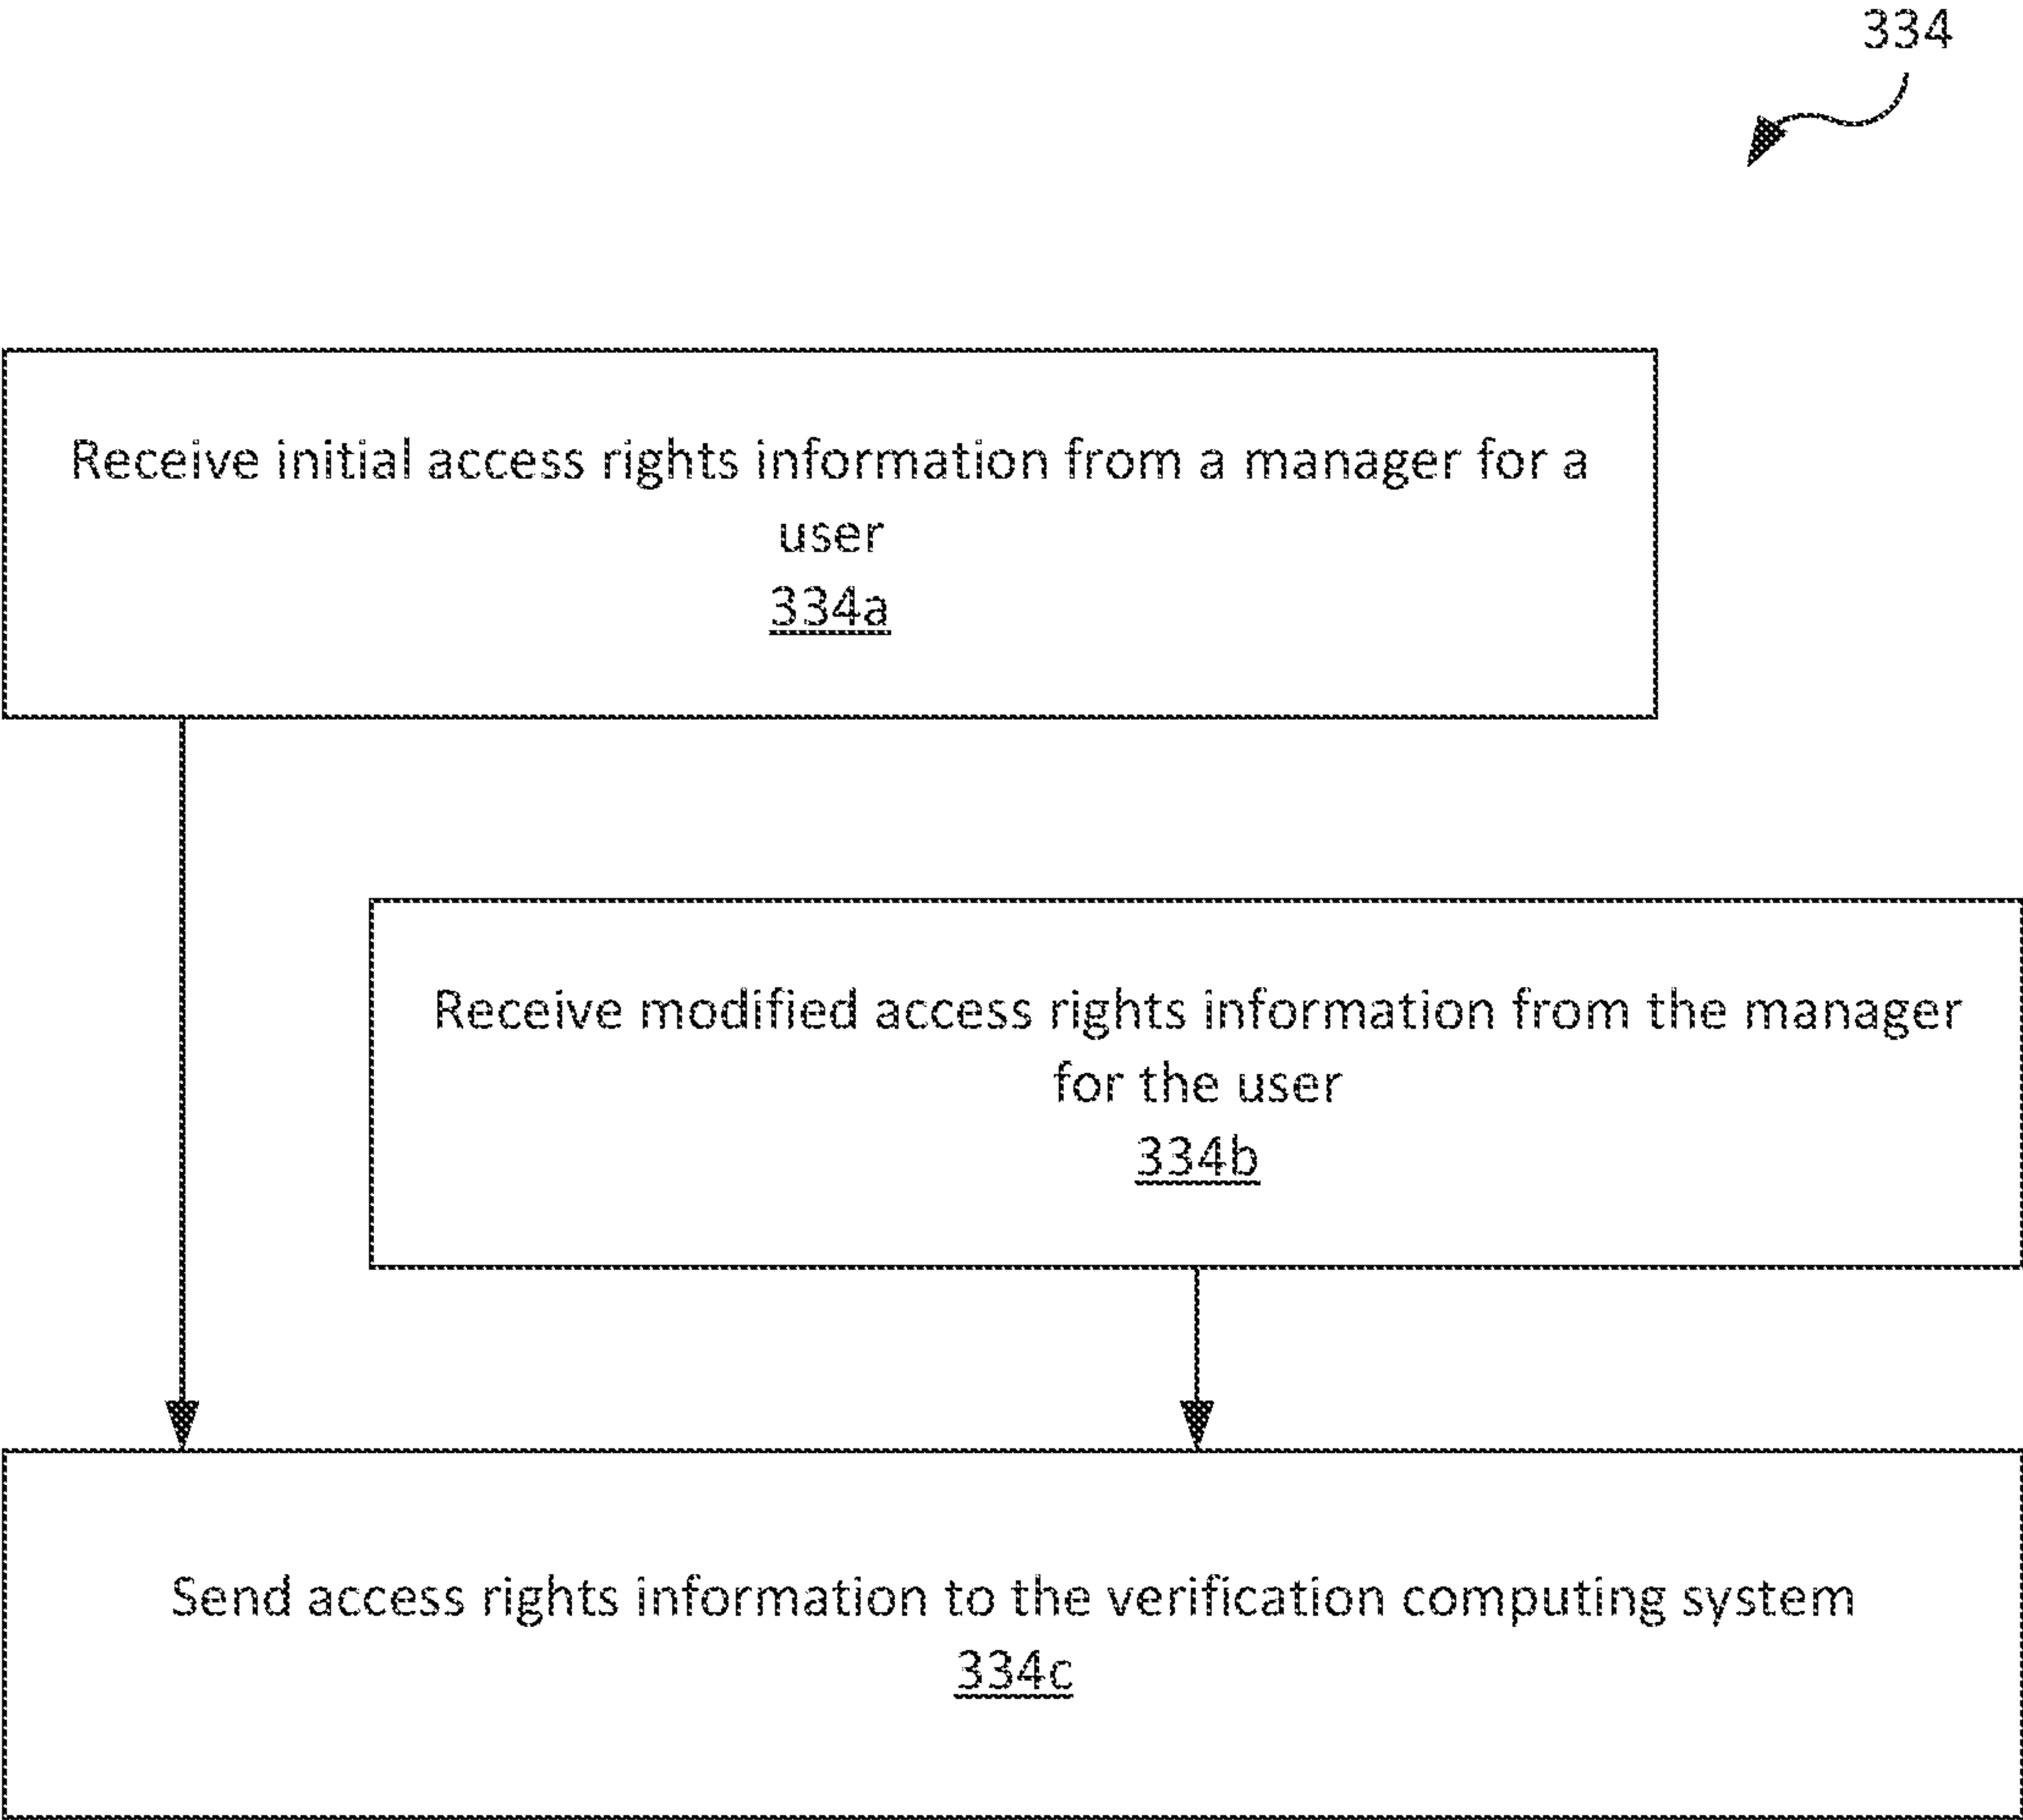 334
Receive initial access rights information from a manager for a
user
334a
Receive modified access rights information from the manager
for the user
334b
Send access rights information to the verification computing system
334c